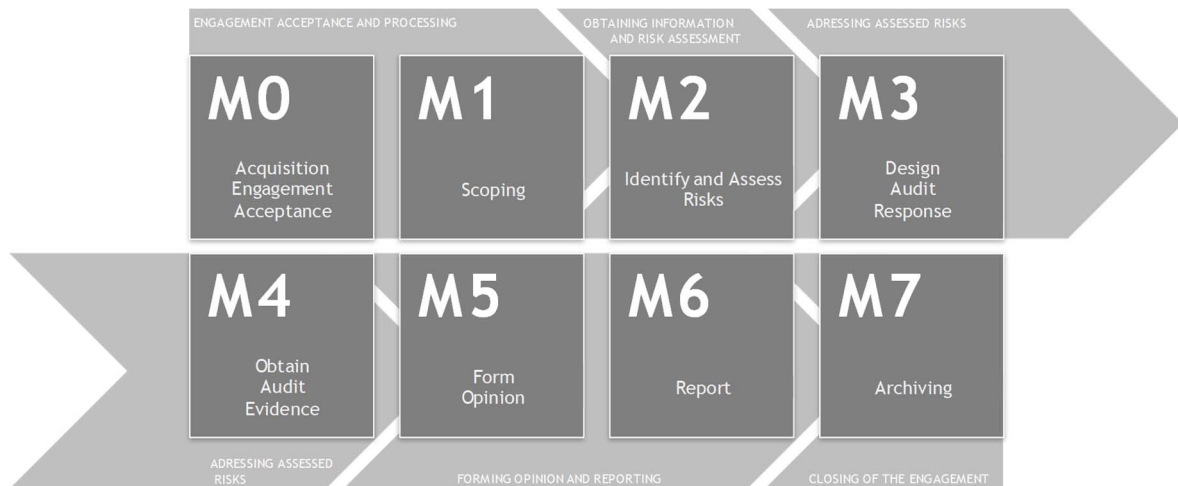 ENGAGEMENT ACCEPTANCE AND PROCESSING
OBTAINING INFORMATION
AND RISK ASSESSMENT
ADRESSING ASSESSED RISKS
M0
Acquisition
Engagement
Acceptance
M1
Scoping
M2
Identify and Assess
Risks
M3
Design
Audit
Response
M4
Obtain
Audit
Evidence
M5
Form
Opinion
M6
Report
M7
Archiving
ADRESSING ASSESSED
RISKS
FORMING OPINION AND REPORTING
CLOSING OF THE ENGAGEMENT